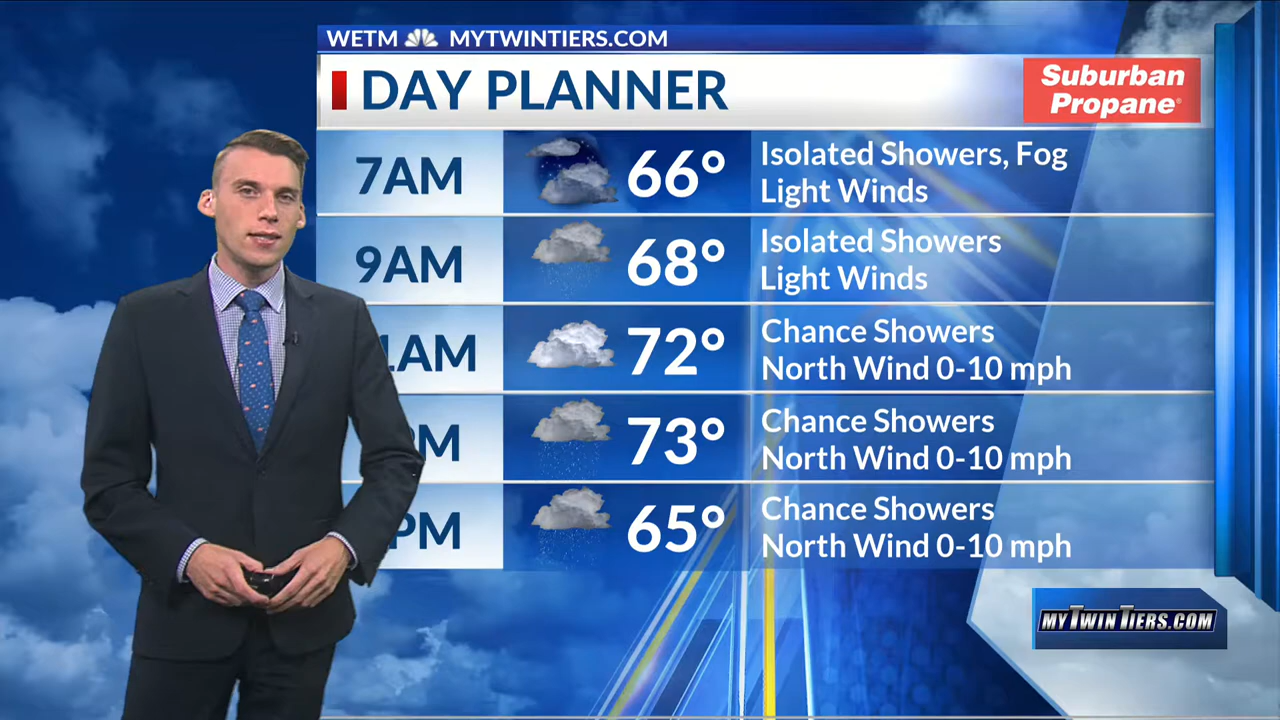 WETM MYTWINTIERS.COM
DAY PLANNER
Suburban
Propane
7AM 66° Isolated Showers, Fog
Light Winds
9AM 68° Isolated Showers
Light Winds
72° Chance Showers
North Wind 0-10 mph
73° Chance Showers
North Wind 0-10 mph
65° Chance Showers
North Wind 0-10 mph
MYTWINTIERS.COM